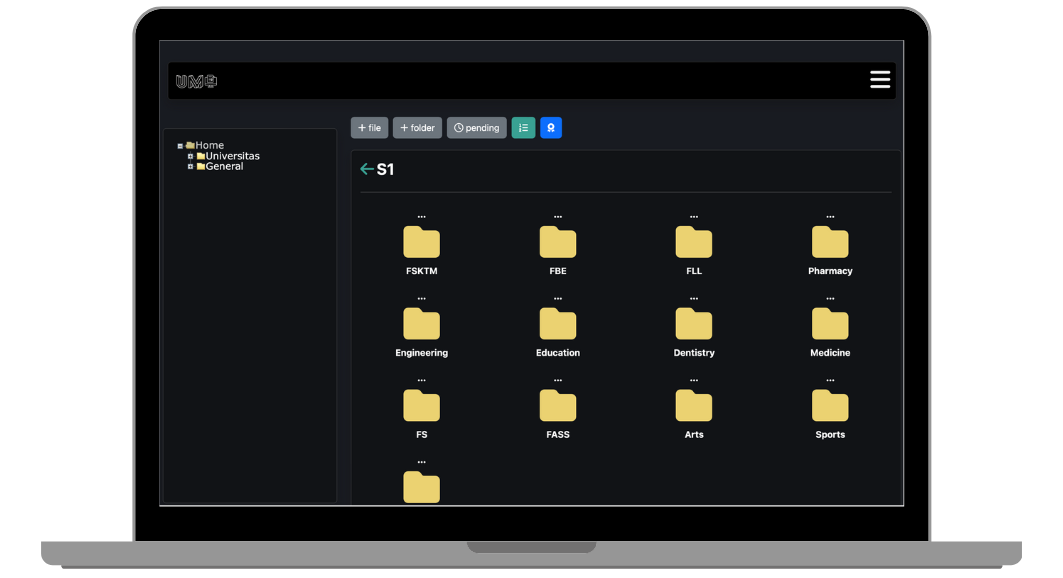 UM
+ file + folder pending
Home
Universitas
General
S1
... ... ... ...
FSKTM FBE FLL Pharmacy
... ... ... ...
Engineering Education Dentistry Medicine
... ... ... ...
FS FASS Arts Sports
...